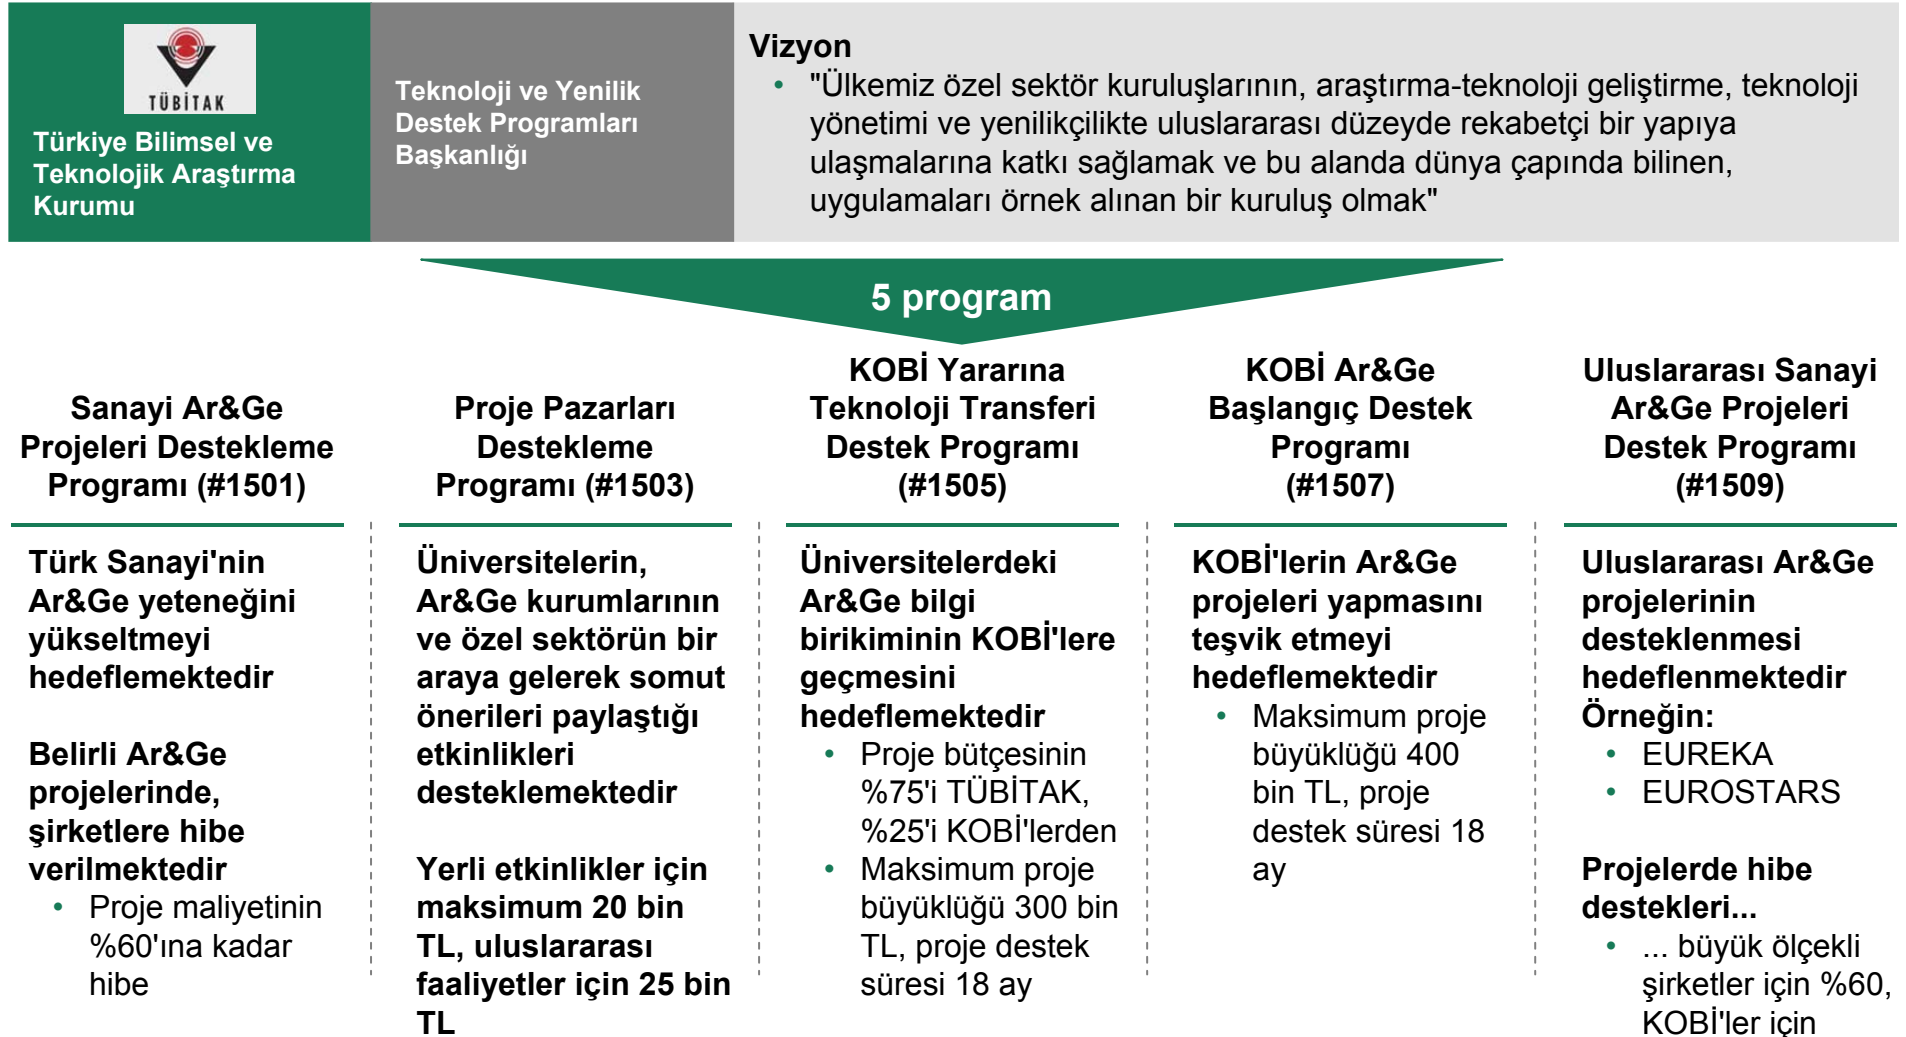 TÜBİTAK
Türkiye Bilimsel ve
Teknolojik Araştırma
Kurumu
Teknoloji ve Yenilik
Destek Programları
Başkanlığı
Vizyon
• "Ülkemiz özel sektör kuruluşlarının, araştırma-teknoloji geliştirme, teknoloji
yönetimi ve yenilikçilikte uluslararası düzeyde rekabetçi bir yapıya
ulaşmalarına katkı sağlamak ve bu alanda dünya çapında bilinen,
uygulamaları örnek alınan bir kuruluş olmak"
5 program
Sanayi Ar&Ge
Projeleri Destekleme
Programı (#1501)
Türk Sanayi'nin
Ar&Ge yeteneğini
yükseltmeyi
hedeflemektedir
Belirli Ar&Ge
projelerinde,
şirketlere hibe
verilmektedir
• Proje maliyetinin
%60'ına kadar
hibe
Proje Pazarları
Destekleme
Programı (#1503)
Üniversitelerin,
Ar&Ge kurumlarının
ve özel sektörün bir
araya gelerek somut
önerileri paylaştığı
etkinlikleri
desteklemektedir
Yerli etkinlikler için
maksimum 20 bin
TL, uluslararası
faaliyetler için 25 bin
TL
KOBİ Yararına
Teknoloji Transferi
Destek Programı
(#1505)
Üniversitelerdeki
Ar&Ge bilgi
birikiminin KOBİ'lere
geçmesini
hedeflemektedir
• Proje bütçesinin
%75'i TÜBİTAK,
%25'i KOBİ'lerden
• Maksimum proje
büyüklüğü 300 bin
TL, proje destek
süresi 18 ay
KOBİ Ar&Ge
Başlangıç Destek
Programı
(#1507)
KOBİ'lerin Ar&Ge
projeleri yapmasını
teşvik etmeyi
hedeflemektedir
• Maksimum proje
büyüklüğü 400
bin TL, proje
destek süresi 18
ay
Uluslararası Sanayi
Ar&Ge Projeleri
Destek Programı
(#1509)
Uluslararası Ar&Ge
projelerinin
desteklenmesi
hedeflenmektedir
Örneğin:
• EUREKA
• EUROSTARS
Projelerde hibe
destekleri...
• ... büyük ölçekli
şirketler için %60,
KOBİ'ler için